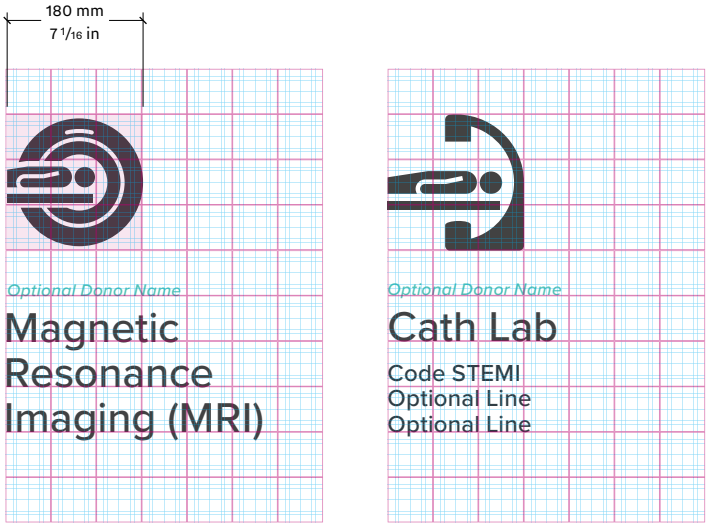 180 mm
7 1/16 in
Optional Donor Name
Magnetic
Resonance
Imaging (MRI)
Optional Donor Name
Cath Lab
Code STEMI
Optional Line
Optional Line